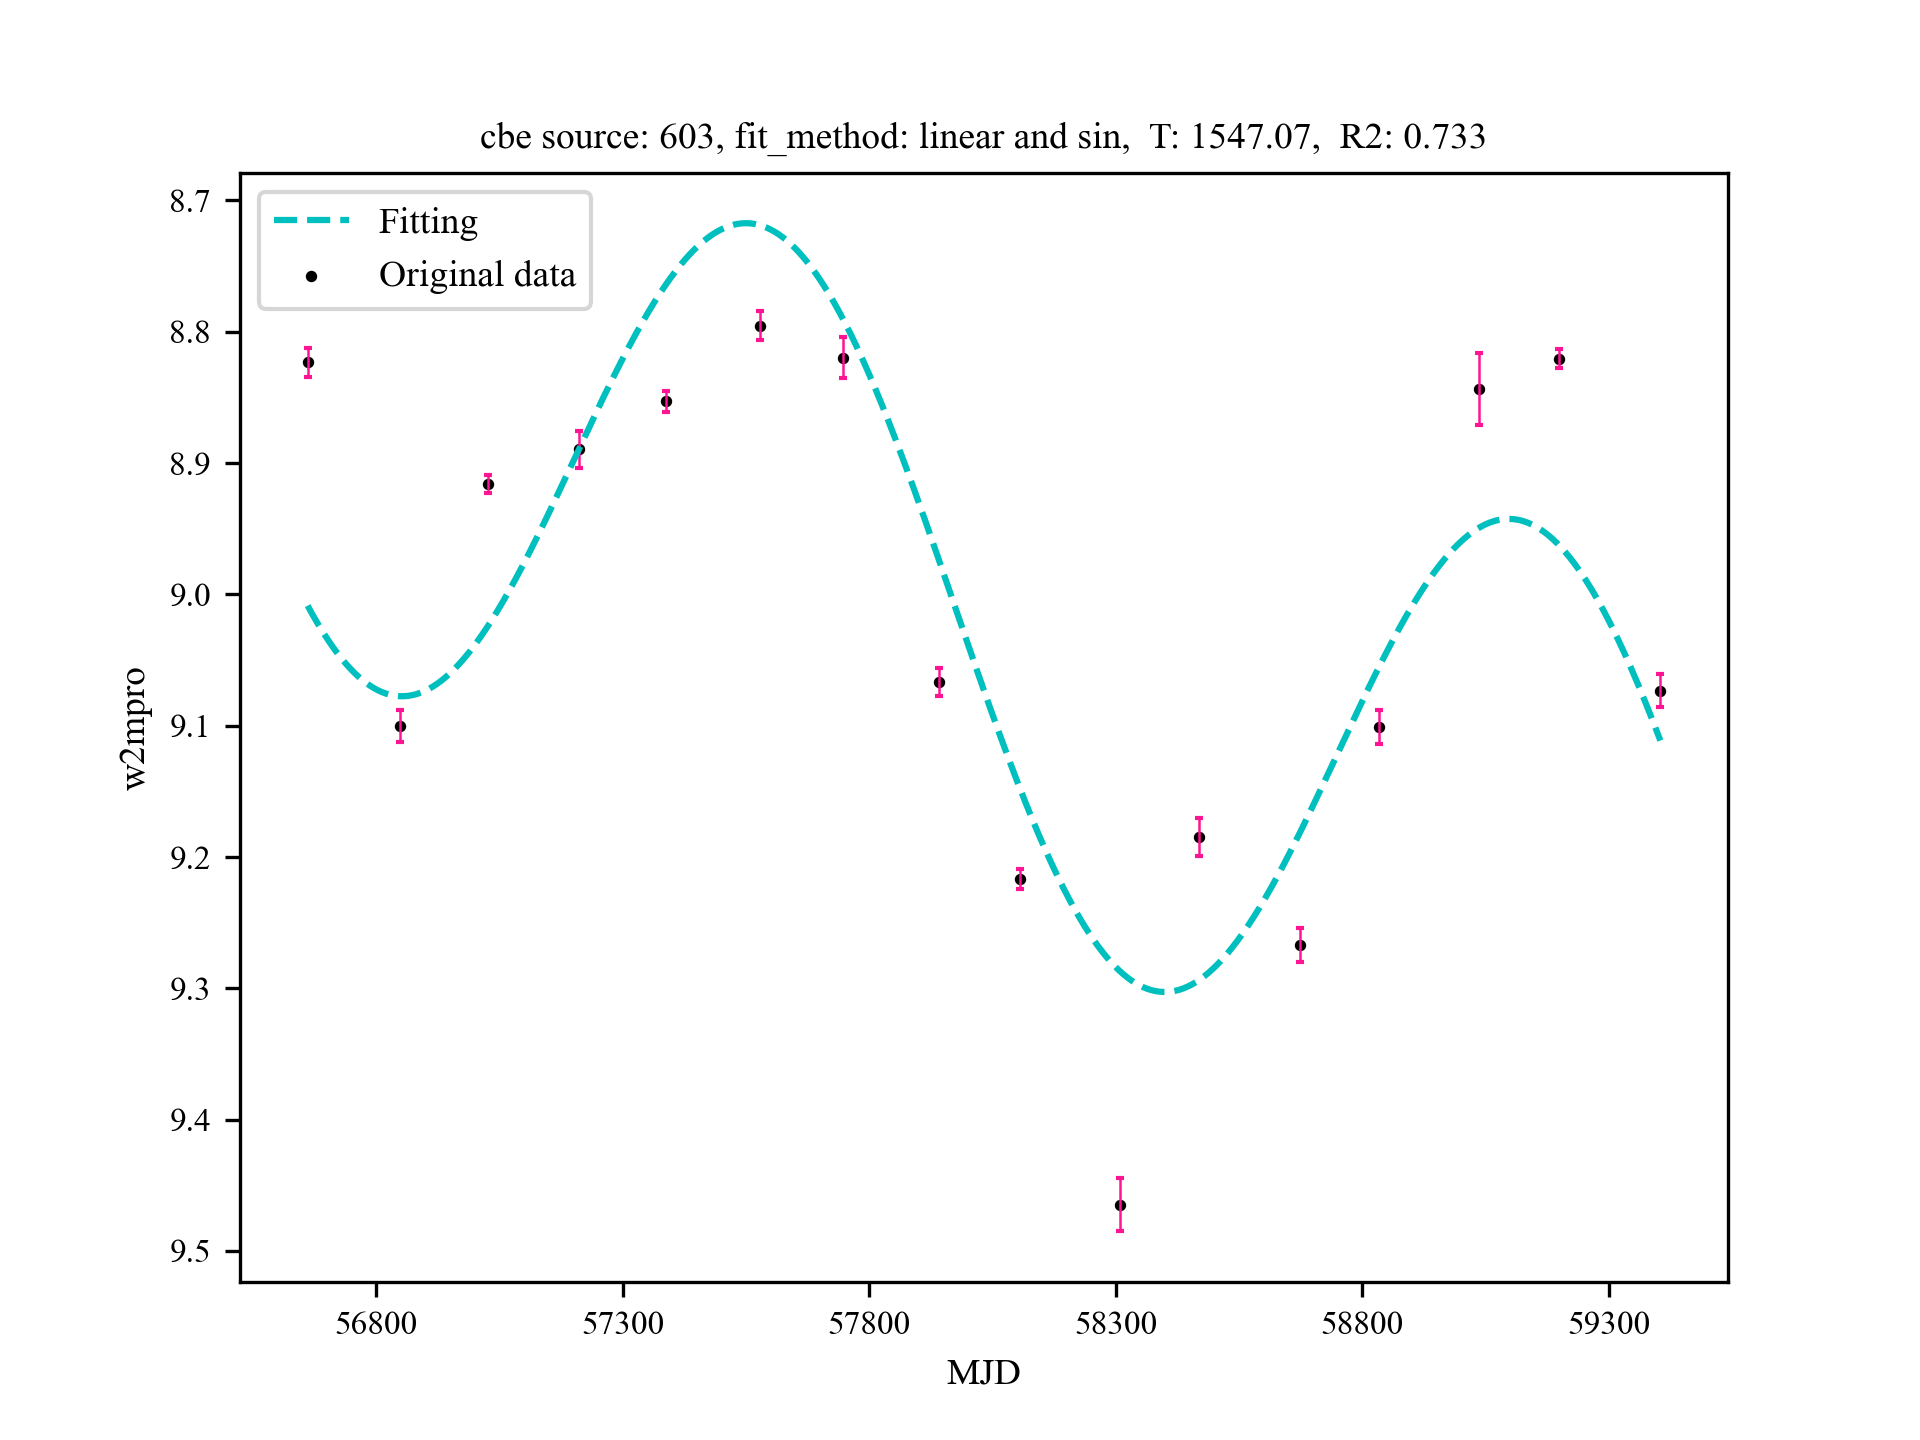 cbe source: 603, fit_method: linear and sin,  T: 1547.07,  R2: 0.733
Fitting
Original data
8.7
8.8
8.9
9.0
9.1
9.2
9.3
9.4
9.5
w2mpro
56800 57300 57800 58300 58800 59300
MJD